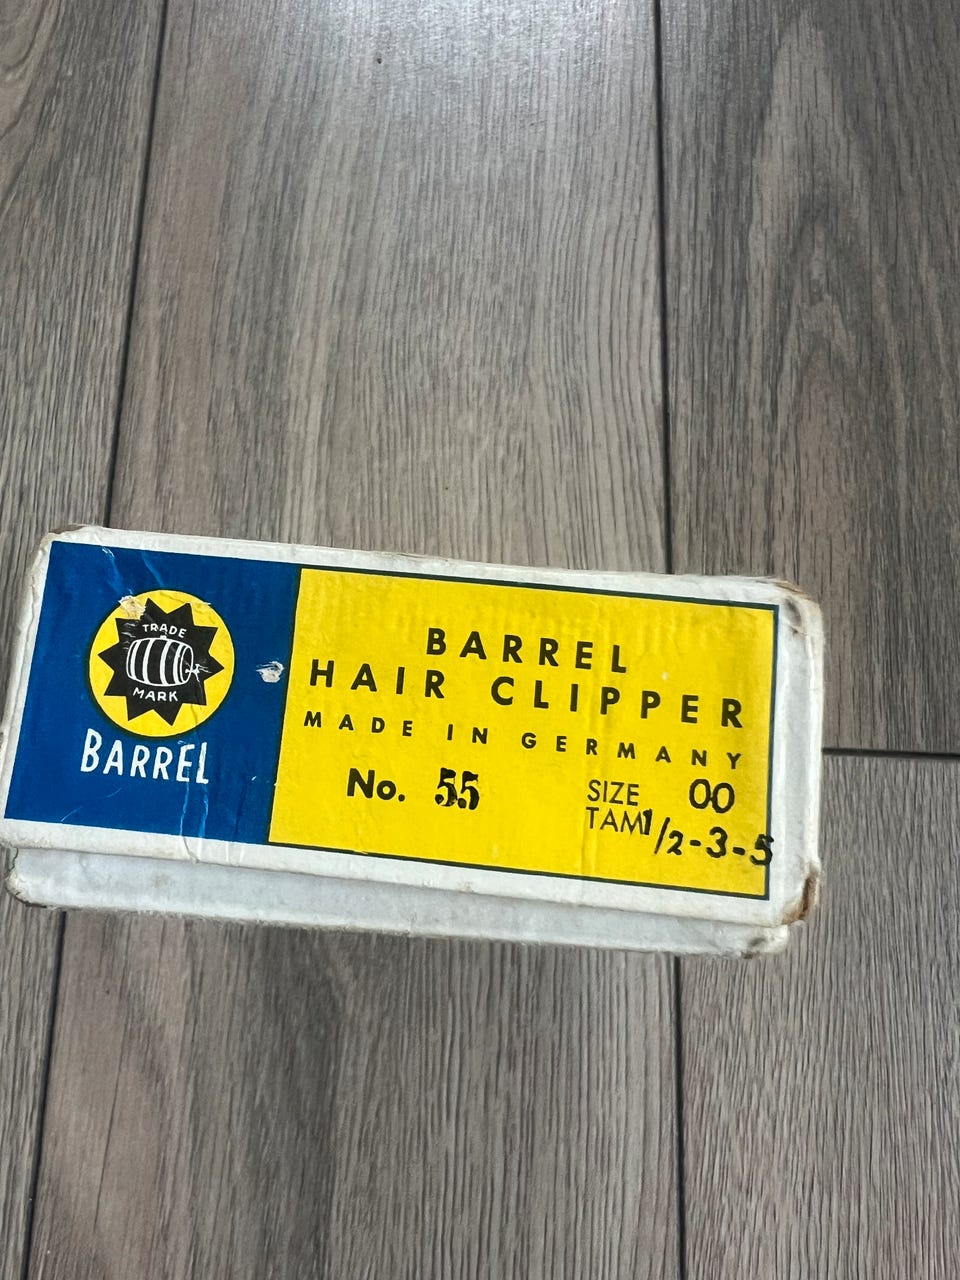 TRADE
MARK
BARREL
BARREL
HAIR CLIPPER
MADE IN GERMANY
No. 55
SIZE 00
TAM 1/2-3-5